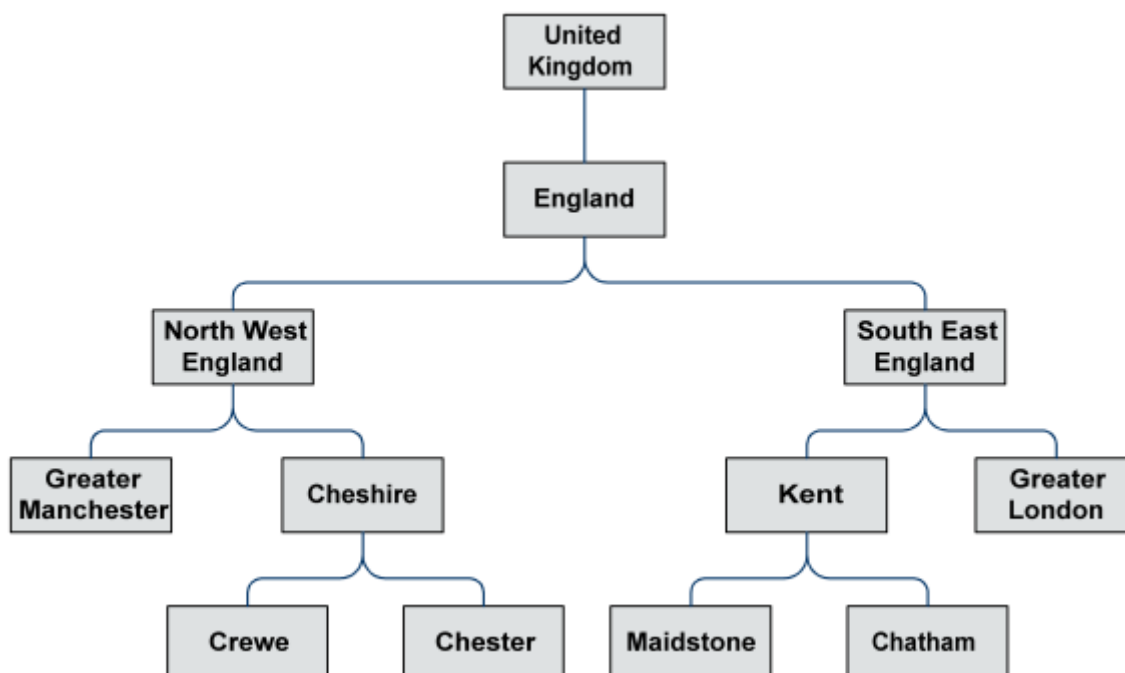 United
Kingdom
England
North West
England
South East
England
Greater
Manchester
Cheshire
Kent
Greater
London
Crewe
Chester
Maidstone
Chatham